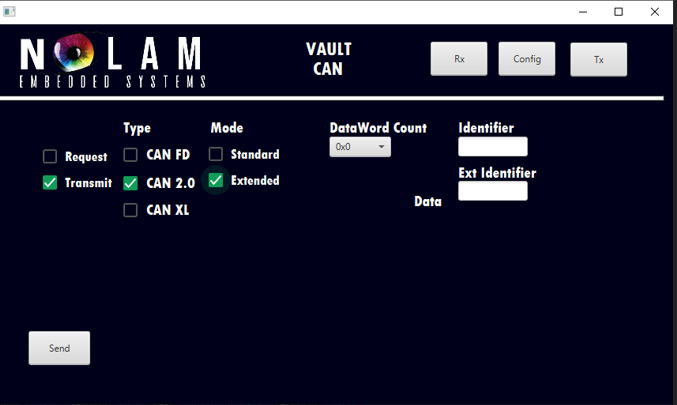 NOLAM
EMBEDDED SYSTEMS
VAULT
CAN
Rx
Config
Tx
Type
Mode
DataWord Count
Identifier
Request
CAN FD
Standard
0x0
Ext Identifier
Transmit
CAN 2.0
Extended
Data
CAN XL
Send